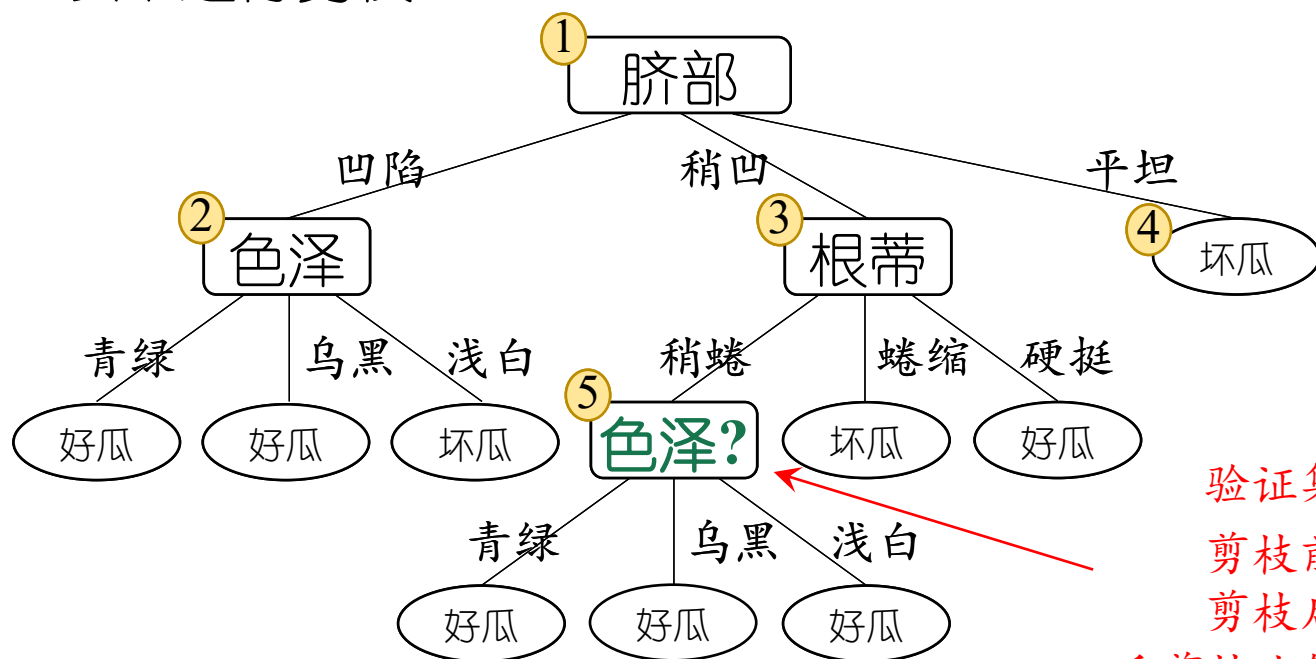 1
脐部
凹陷 稍凹 平坦
2 3 4
色泽 根蒂 坏瓜
青绿 乌黑 浅白 稍蜷 蜷缩 硬挺
5
好瓜 好瓜 坏瓜 色泽? 坏瓜 好瓜
验证集
青绿 乌黑 浅白 剪枝前
好瓜 好瓜 好瓜 剪枝